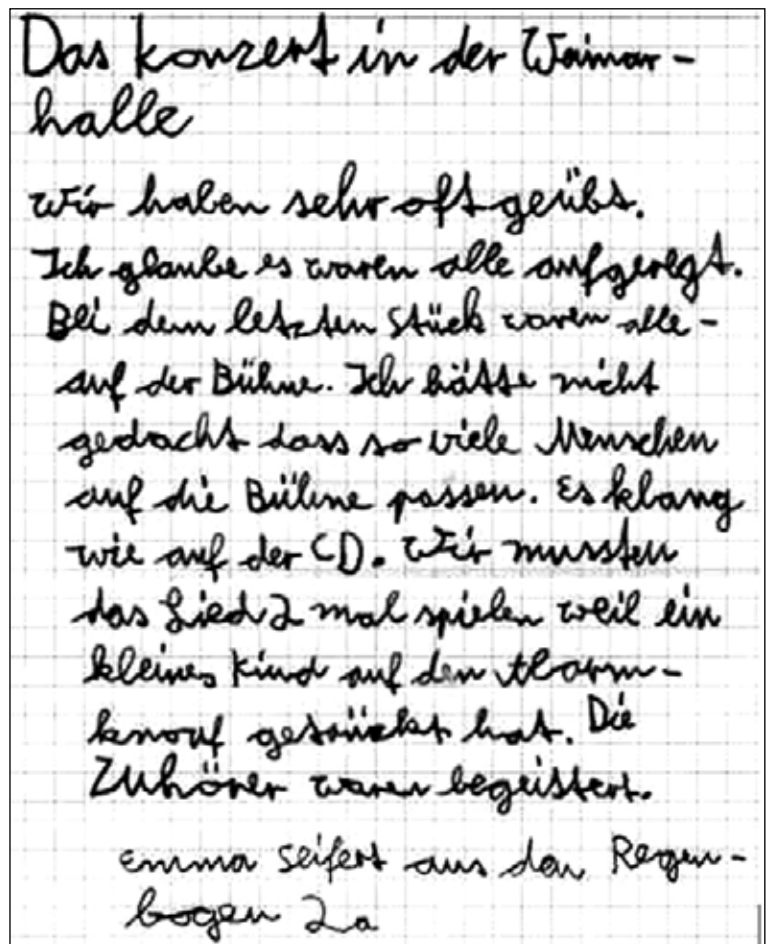 Das Konzert in der Weimar-
halle
Wir haben sehr oft geübt.
Ich glaube es waren alle aufgeregt.
Bei dem letzten Stück waren alle -
auf der Bühne. Ich hätte nicht
gedacht dass so viele Menschen
auf die Bühne passen. Es klang
wie auf der CD. Wir mussten
das Lied 2 mal spielen weil ein
kleines Kind auf den Alarm-
knopf gedrückt hat. Die
Zuhörer waren begeistert.
Emma Seifert aus den Regen-
bogen 2a